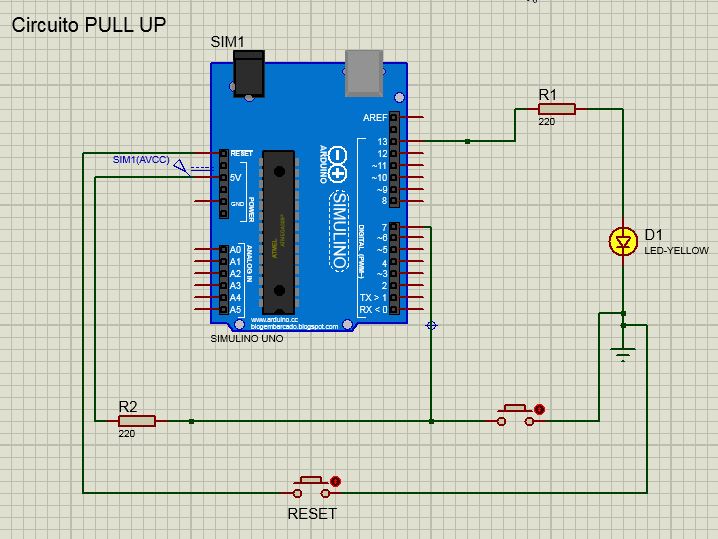 Circuito PULL UP
SIM1
R1
220
AREF
RESET
13
12
SIM1(AVCC)
~11
5V
~10
~9
GND
8
POWER
ARDUINO
SIMULINO
ATMEL
7
~6
A0
~5
A1
4
A2
~3
A3
2
A4
TX > 1
A5
RX < 0
ANALOG IN
DIGITAL (PWM~)
www.arduino.cc
blogembarcado.blogspot.com
SIMULINO UNO
D1
LED-YELLOW
R2
220
RESET